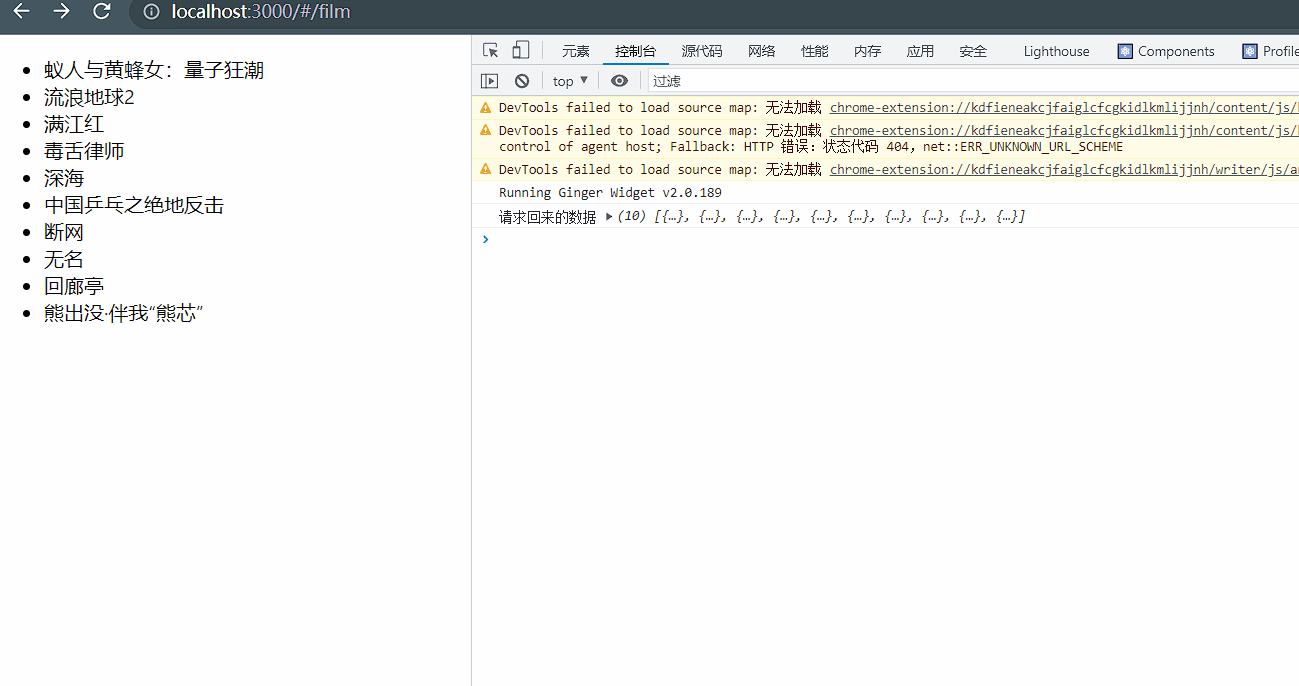 localhost:3000/#/film
蚁人与黄蜂女：量子狂潮
流浪地球2
满江红
毒舌律师
深海
中国乒乓之绝地反击
断网
无名
回廊亭
熊出没·伴我“熊芯”
元素 控制台 源代码 网络 性能 内存 应用 安全 Lighthouse Components Profile
top ▼ 过滤
DevTools failed to load source map: 无法加载 chrome-extension://kdfieneakcjfaiglcfcgkidlkmlijjnh/content/js/
DevTools failed to load source map: 无法加载 chrome-extension://kdfieneakcjfaiglcfcgkidlkmlijjnh/content/js/
control of agent host; Fallback: HTTP 错误：状态代码 404，net::ERR_UNKNOWN_URL_SCHEME
DevTools failed to load source map: 无法加载 chrome-extension://kdfieneakcjfaiglcfcgkidlkmlijjnh/writer/js/a
Running Ginger Widget v2.0.189
请求回来的数据 ▶ (10) [{…}, {…}, {…}, {…}, {…}, {…}, {…}, {…}, {…}, {…}]